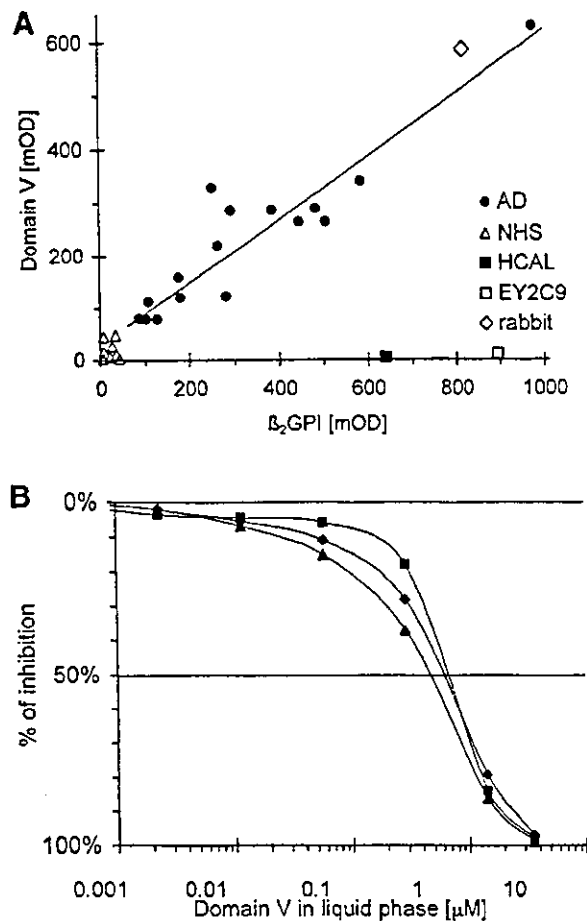 A
Domain V [mOD]
600
400
200
0
0
200
400
600
800
1000
ß₂GPI [mOD]
AD
NHS
HCAL
EY2C9
rabbit
B
% of inhibition
0%
50%
100%
0.001
0.01
0.1
1
10
Domain V in liquid phase [µM]